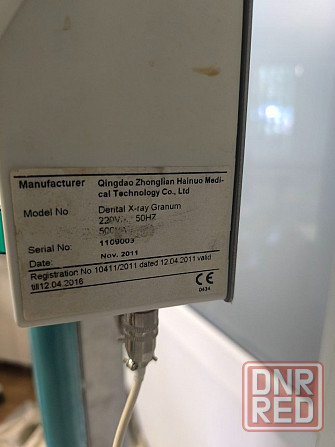 Manufacturer Qingdao Zhonglian Hainuo Medi-
cal Technology Co., Ltd
Model No Dental X-ray Granum
220V 50HZ
Serial No: 1109003
Date: Nov. 2011
Registration No 10411/2011 dated 12.04.2011 valid
till12.04.2016
CE
0434
DNR
RED